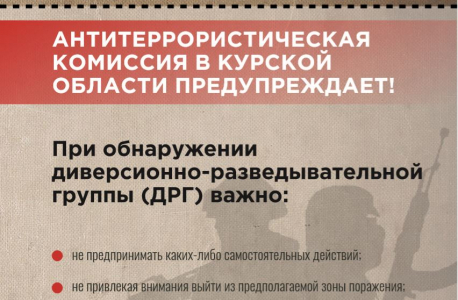 АНТИТЕРРОРИСТИЧЕСКАЯ
КОМИССИЯ В КУРСКОЙ
ОБЛАСТИ ПРЕДУПРЕЖДАЕТ!
При обнаружении
диверсионно-разведывательной
группы (ДРГ) важно:
не предпринимать каких-либо самостоятельных действий;
не привлекая внимания выйти из предполагаемой зоны поражения;